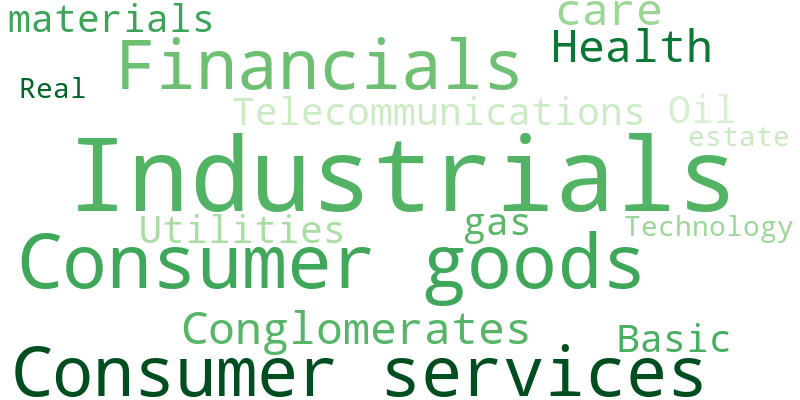 materials
care
Financials
Health
Real
Telecommunications
Oil
estate
Industrials
Utilities
gas
Technology
Consumer goods
Conglomerates
Basic
Consumer services